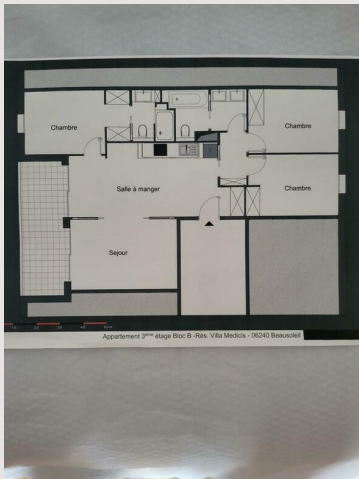 Chambre
Chambre
Salle à manger
Chambre
Sejour
Appartement 3ème étage Bloc B -Rés. Villa Medicis - 06240 Beausoleil